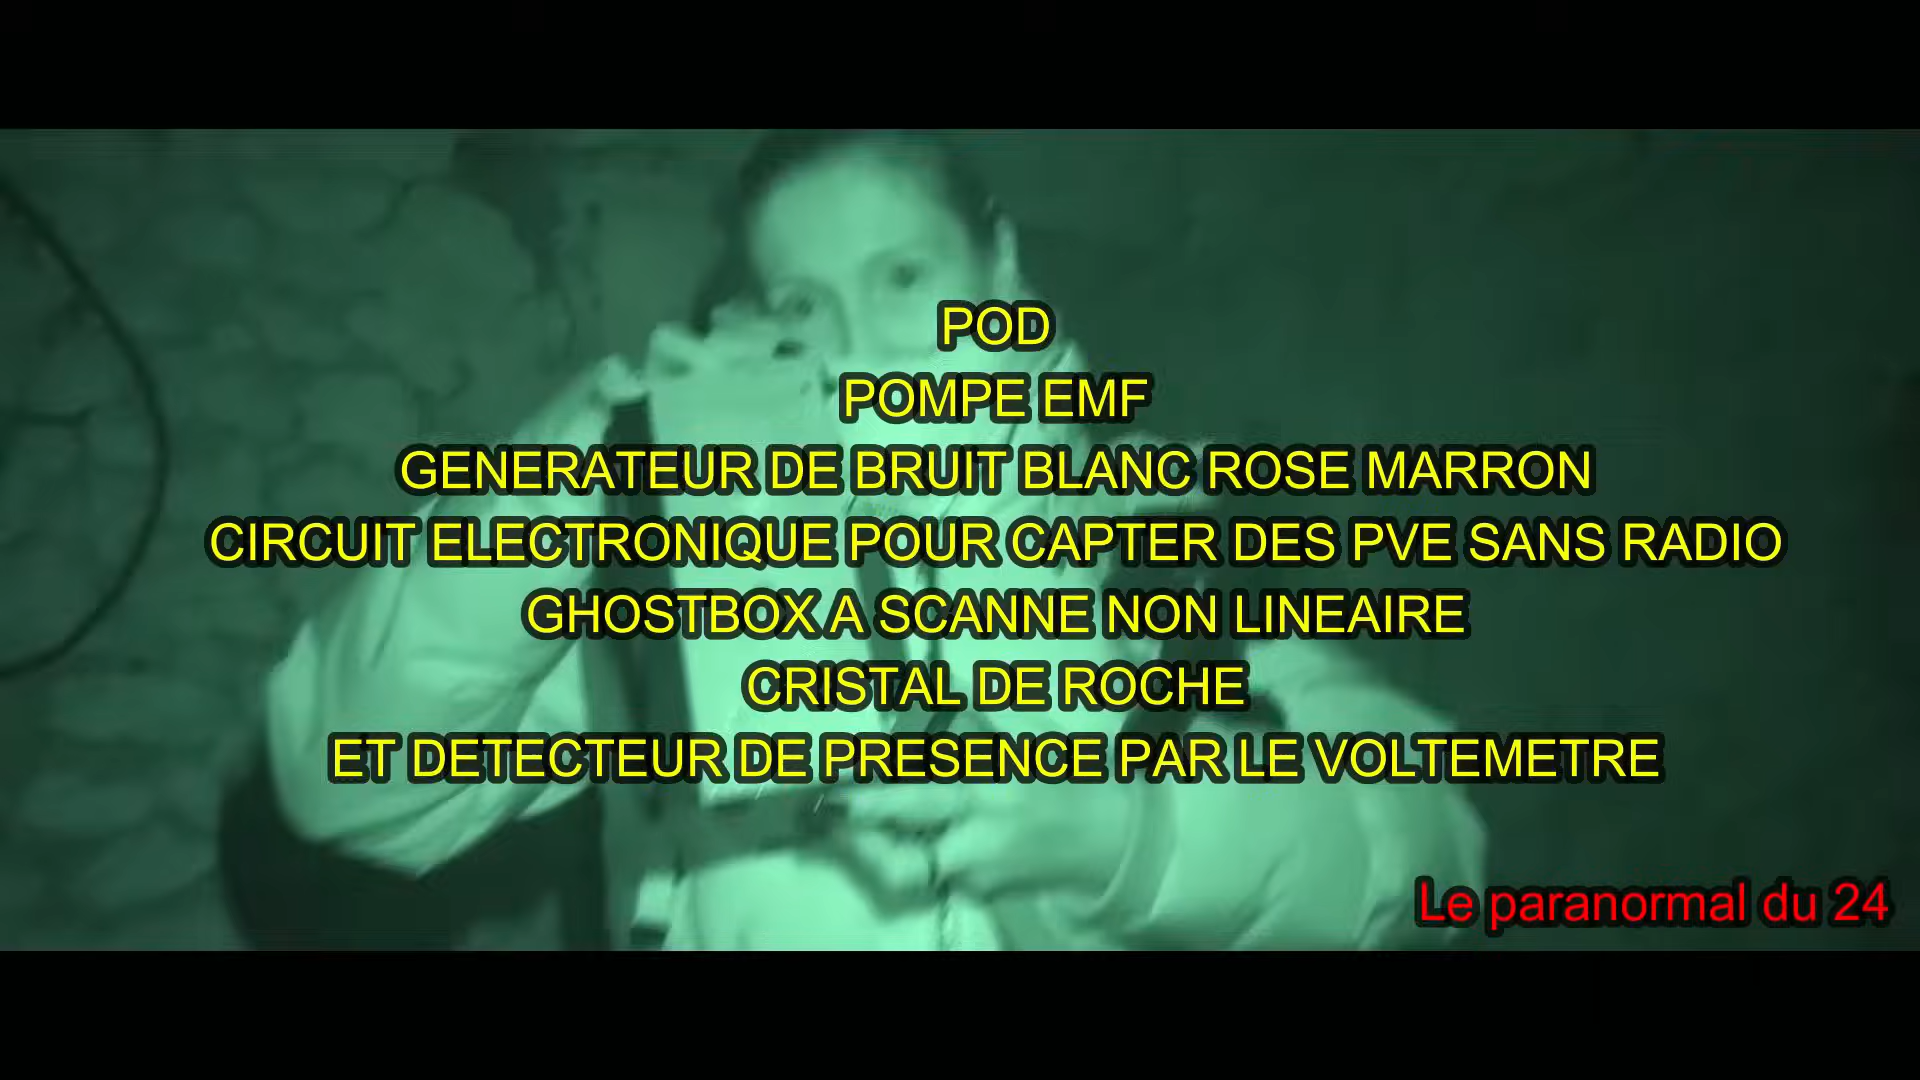 POD
POMPE EMF
GENERATEUR DE BRUIT BLANC ROSE MARRON
CIRCUIT ELECTRONIQUE POUR CAPTER DES PVE SANS RADIO
GHOSTBOX A SCANNE NON LINEAIRE
CRISTAL DE ROCHE
ET DETECTEUR DE PRESENCE PAR LE VOLTEMETRE
Le paranormal du 24